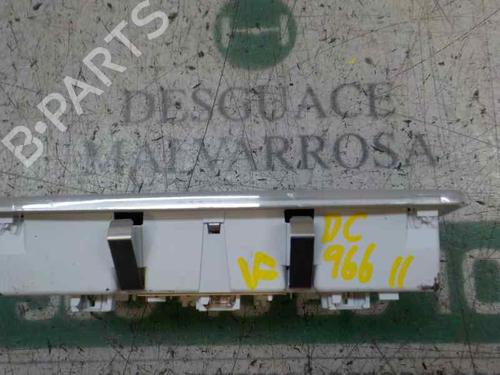 B-PARTS
DESGUACE
MALVARROSA
DC
VF 966 11